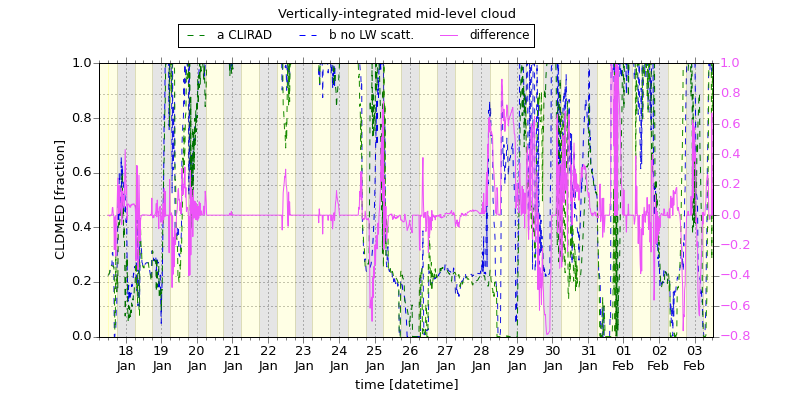 Vertically-integrated mid-level cloud
a CLIRAD b no LW scatt. difference
1.0 1.0
0.8
0.8 0.6
0.6 0.4
0.2
0.4 0.0
−0.2
0.2 −0.4
−0.6
0.0 −0.8
CLDMED [fraction]
18 19 20 21 22 23 24 25 26 27 28 29 30 31 01 02 03
Jan Jan Jan Jan Jan Jan Jan Jan Jan Jan Jan Jan Jan Jan Feb Feb Feb
time [datetime]